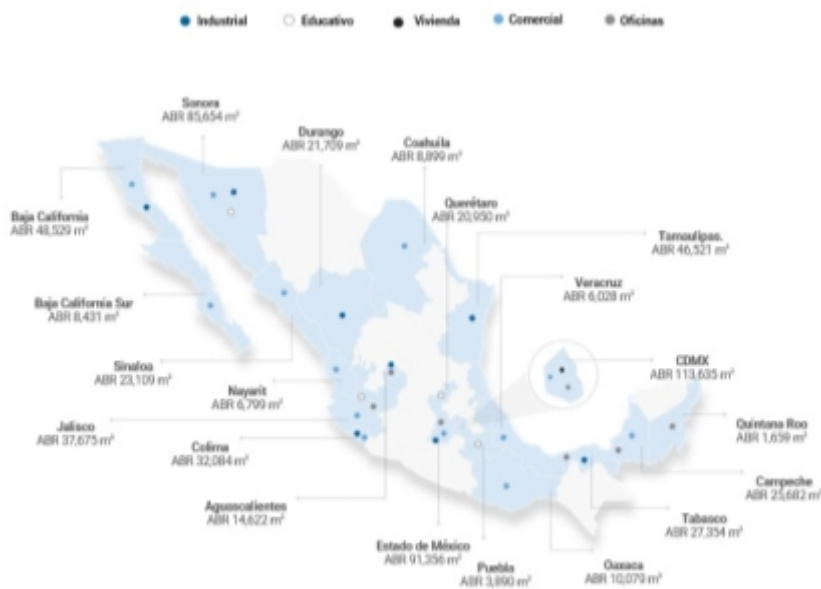 Industrial
Educativo
Vivienda
Comercial
Oficinas
Sonora
ABR 85,654 m²
Durango
ABR 21,709 m²
Coahuila
ABR 8,899 m²
Querétaro
ABR 20,950 m²
Baja California
ABR 48,529 m²
Tamaulipas.
ABR 46,521 m²
Veracruz
ABR 6,028 m²
Baja California Sur
ABR 8,431 m²
CDMX
ABR 113,635 m²
Sinaloa
ABR 23,109 m²
Nayarit
ABR 6,799 m²
Jalisco
ABR 37,675 m²
Quintana Roo
ABR 1,659 m²
Colima
ABR 32,084 m²
Campeche
ABR 25,682 m²
Aguascalientes
ABR 14,622 m²
Tabasco
ABR 27,354 m²
Estado de México
ABR 91,356 m²
Puebla
ABR 3,890 m²
Oaxaca
ABR 10,079 m²